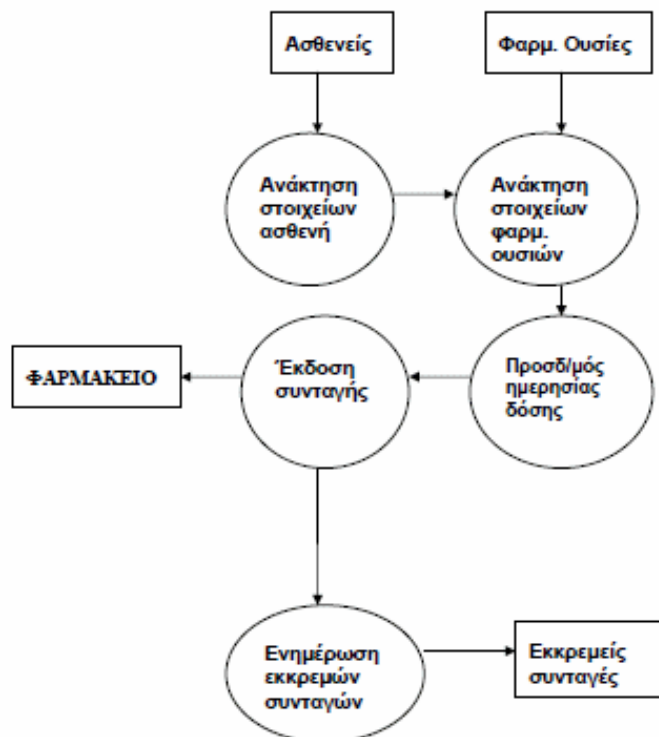 Ασθενείς
Φαρμ. Ουσίες
Ανάκτηση
στοιχείων
ασθενή
Ανάκτηση
στοιχείων
φαρμ.
ουσιών
ΦΑΡΜΑΚΕΙΟ
Έκδοση
συνταγής
Προσδ/μός
ημερησίας
δόσης
Ενημέρωση
εκκρεμών
συνταγών
Εκκρεμείς
συνταγές